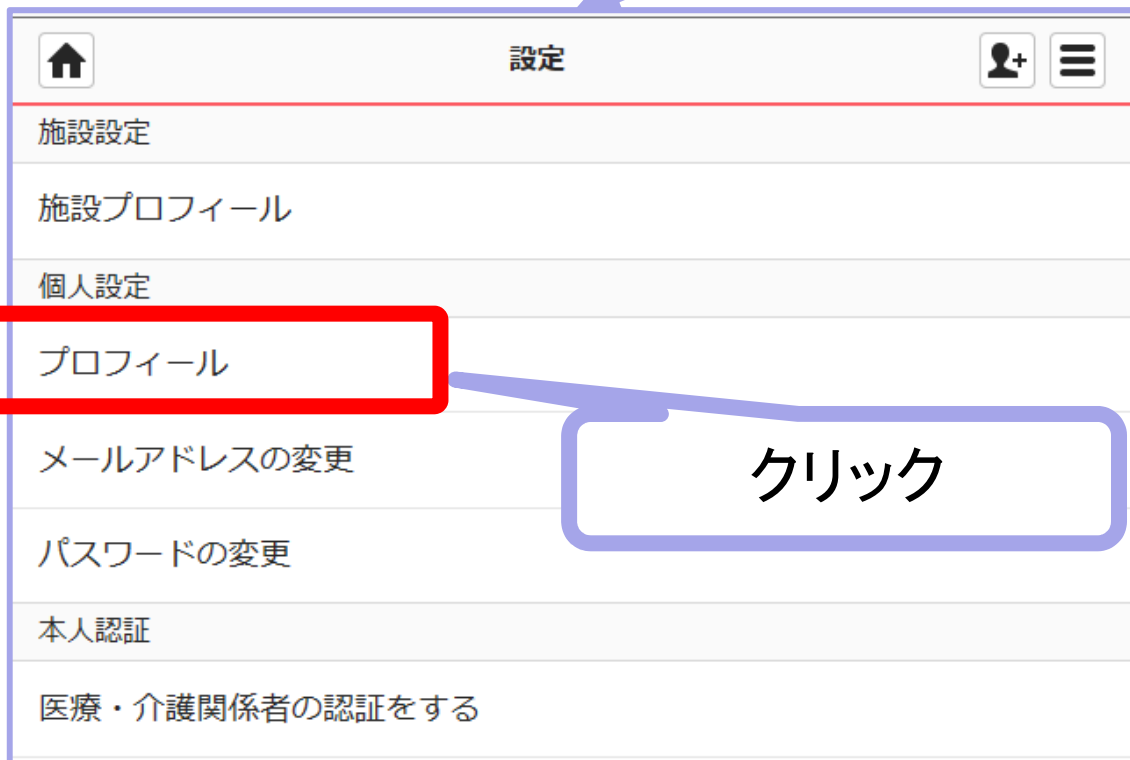 設定
施設設定
施設プロフィール
個人設定
プロフィール
メールアドレスの変更
クリック
パスワードの変更
本人認証
医療・介護関係者の認証をする